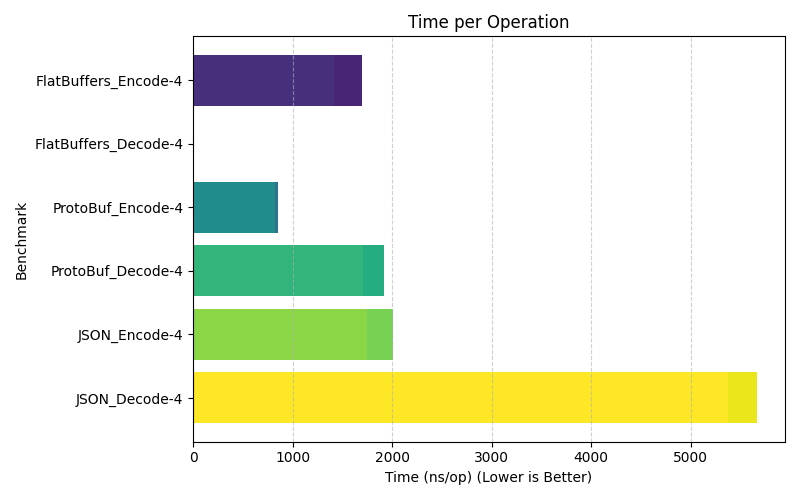 Time per Operation
FlatBuffers_Encode-4
FlatBuffers_Decode-4
ProtoBuf_Encode-4
ProtoBuf_Decode-4
JSON_Encode-4
JSON_Decode-4
Benchmark
0 1000 2000 3000 4000 5000
Time (ns/op) (Lower is Better)